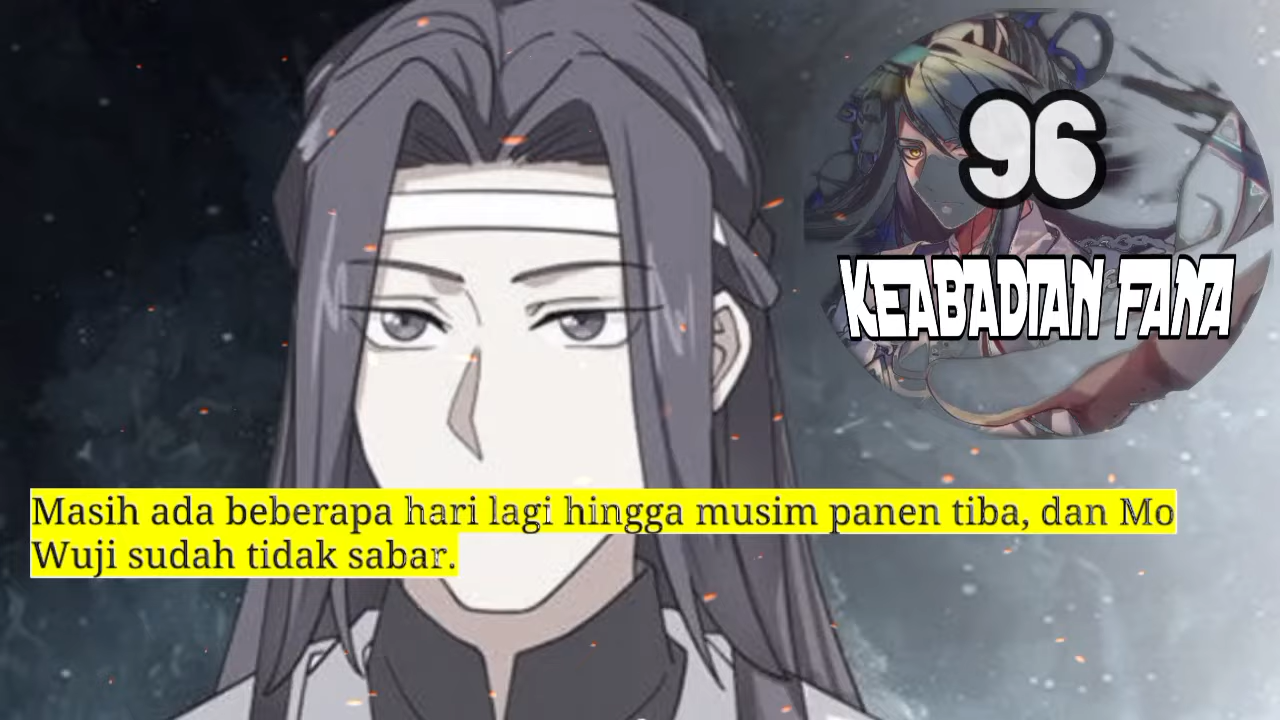 96
KEABADIAN FANA
Masih ada beberapa hari lagi hingga musim panen tiba, dan Mo
Wuji sudah tidak sabar.